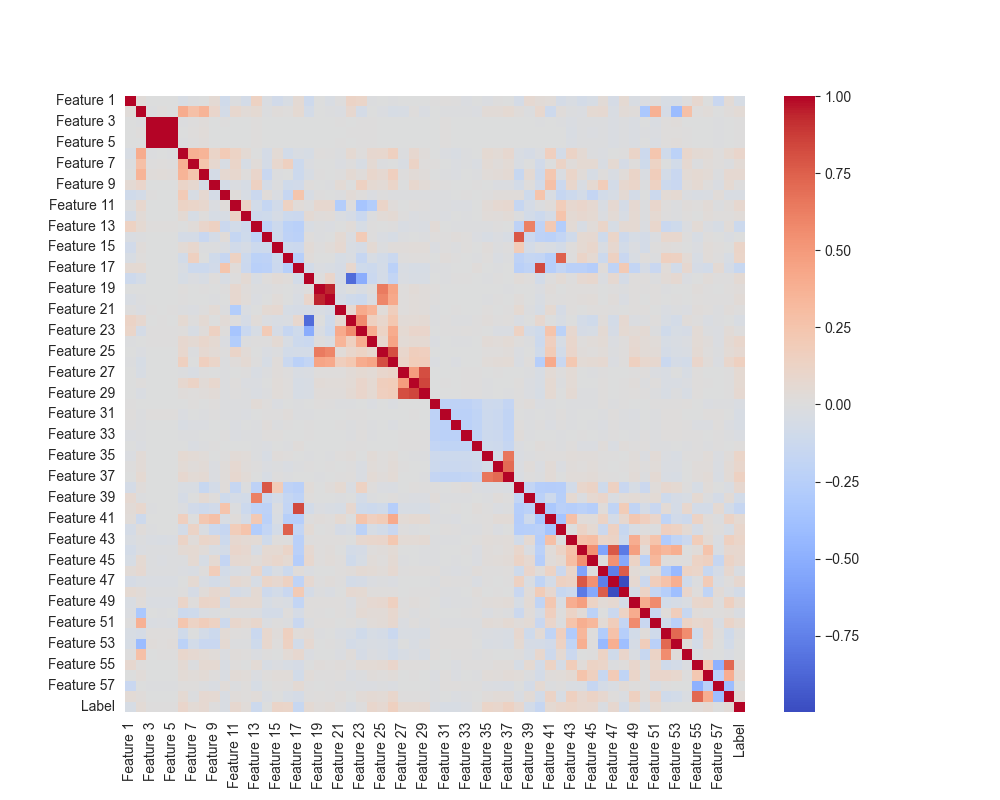 Feature 1
Feature 3
Feature 5
Feature 7
Feature 9
Feature 11
Feature 13
Feature 15
Feature 17
Feature 19
Feature 21
Feature 23
Feature 25
Feature 27
Feature 29
Feature 31
Feature 33
Feature 35
Feature 37
Feature 39
Feature 41
Feature 43
Feature 45
Feature 47
Feature 49
Feature 51
Feature 53
Feature 55
Feature 57
Label
Feature 1
Feature 3
Feature 5
Feature 7
Feature 9
Feature 11
Feature 13
Feature 15
Feature 17
Feature 19
Feature 21
Feature 23
Feature 25
Feature 27
Feature 29
Feature 31
Feature 33
Feature 35
Feature 37
Feature 39
Feature 41
Feature 43
Feature 45
Feature 47
Feature 49
Feature 51
Feature 53
Feature 55
Feature 57
Label
1.00
0.75
0.50
0.25
0.00
−0.25
−0.50
−0.75